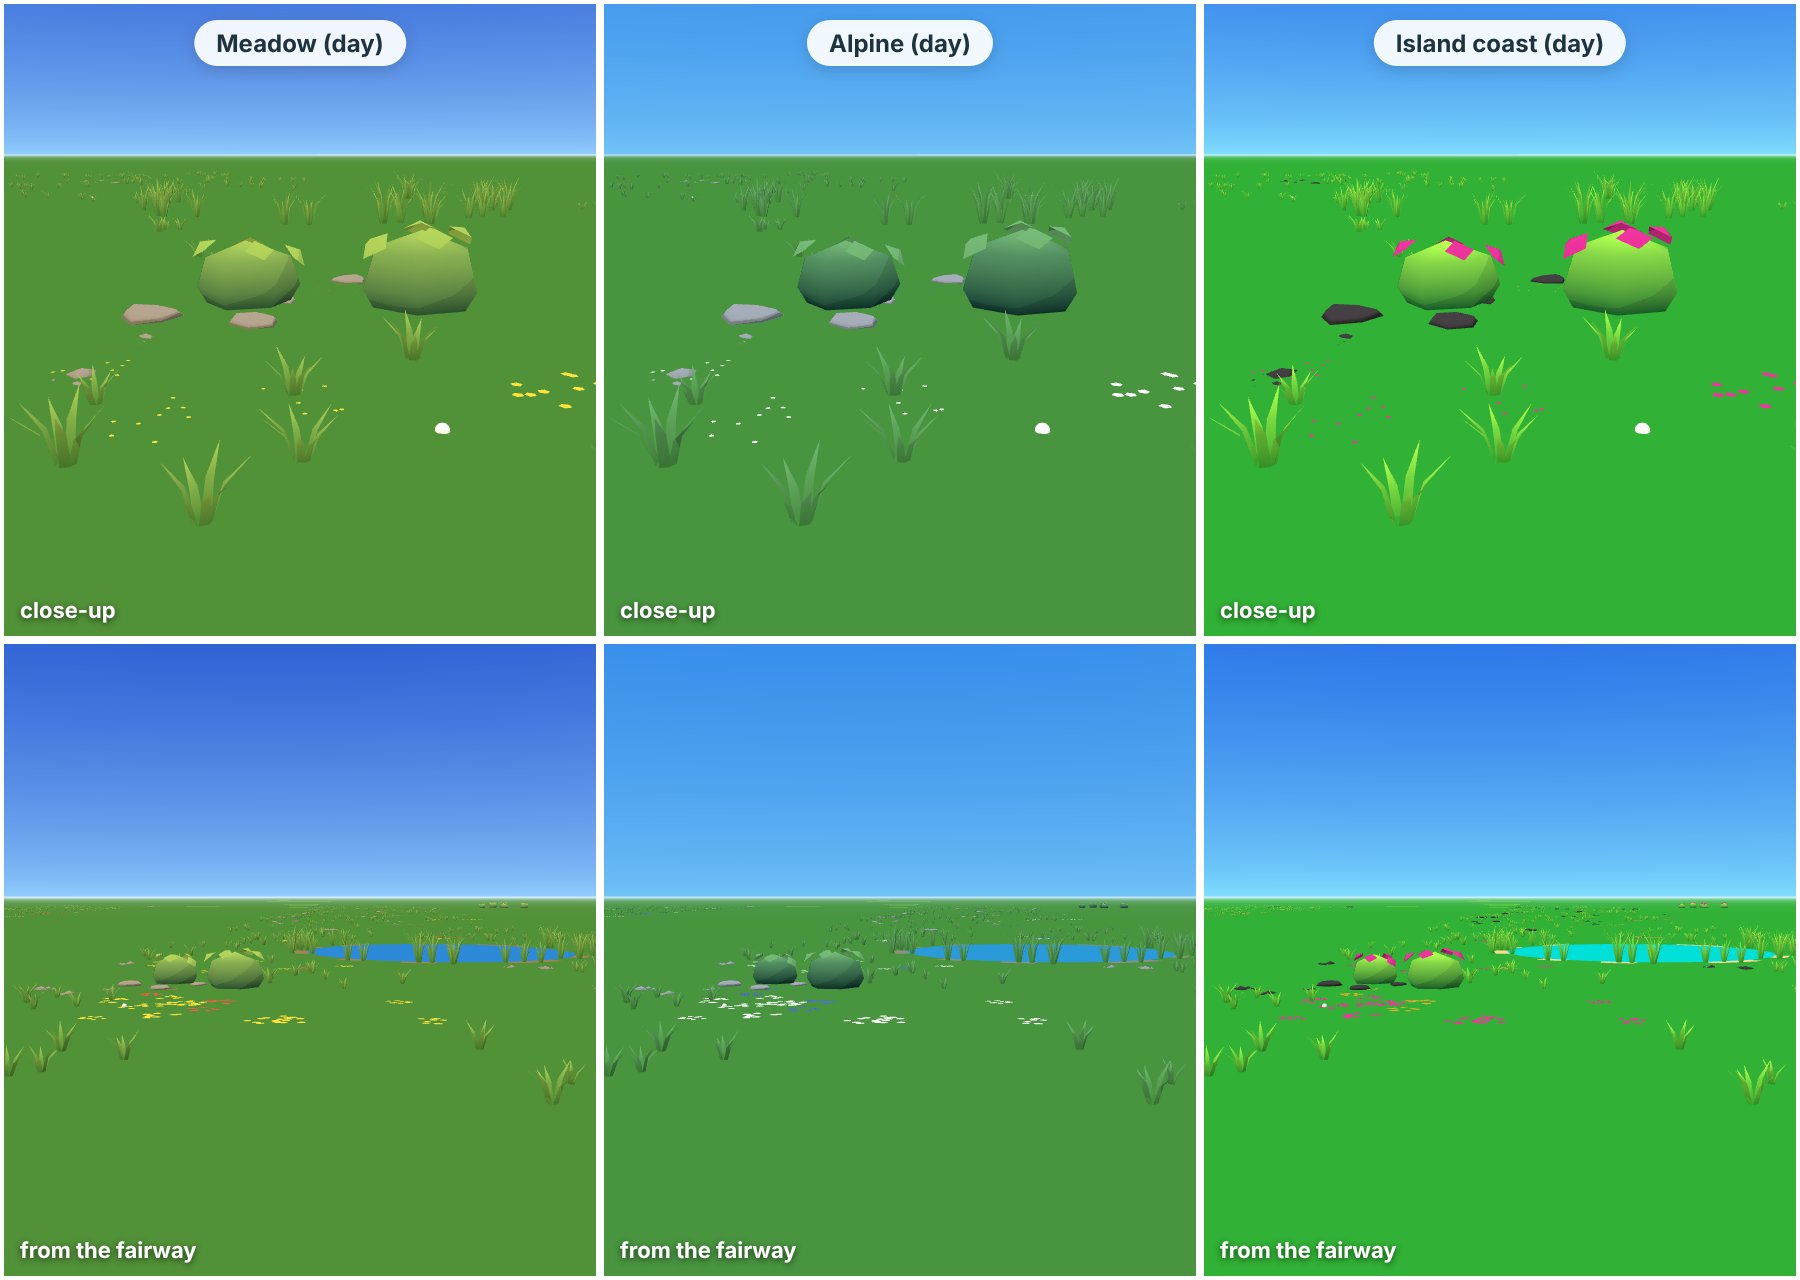 Meadow (day)
Alpine (day)
Island coast (day)
close-up
close-up
close-up
from the fairway
from the fairway
from the fairway